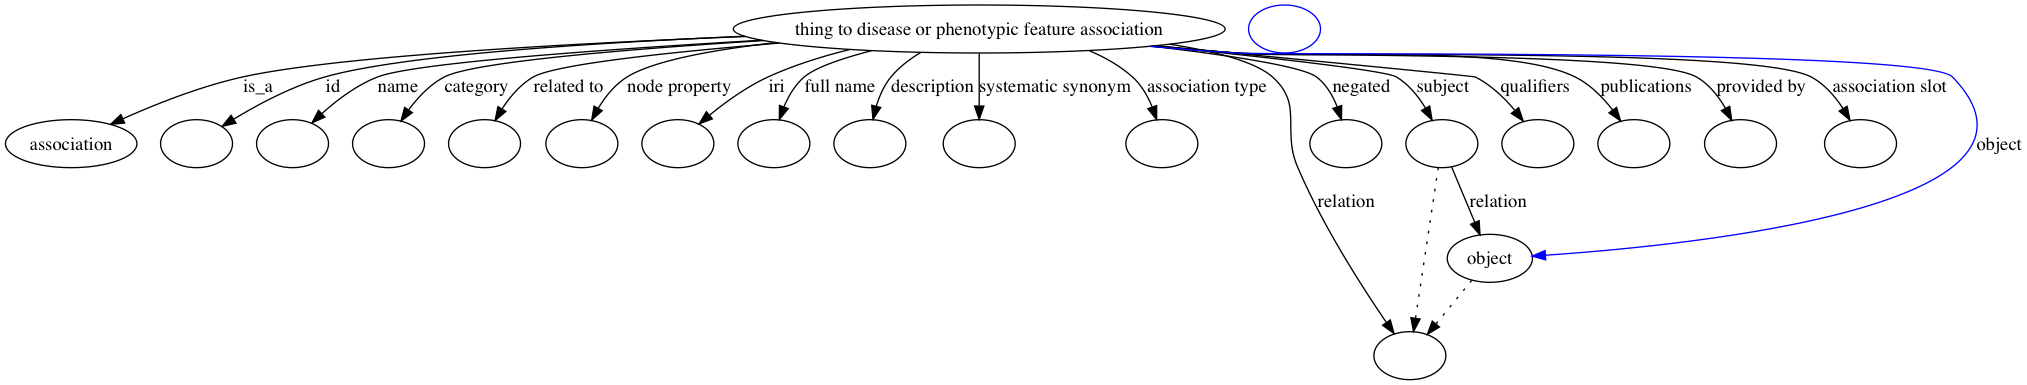 thing to disease or phenotypic feature association
is_a
id
name
category
related to
node property
iri
full name
description
systematic synonym
association type
negated
subject
qualifiers
publications
provided by
association slot
association
object
relation
relation
object